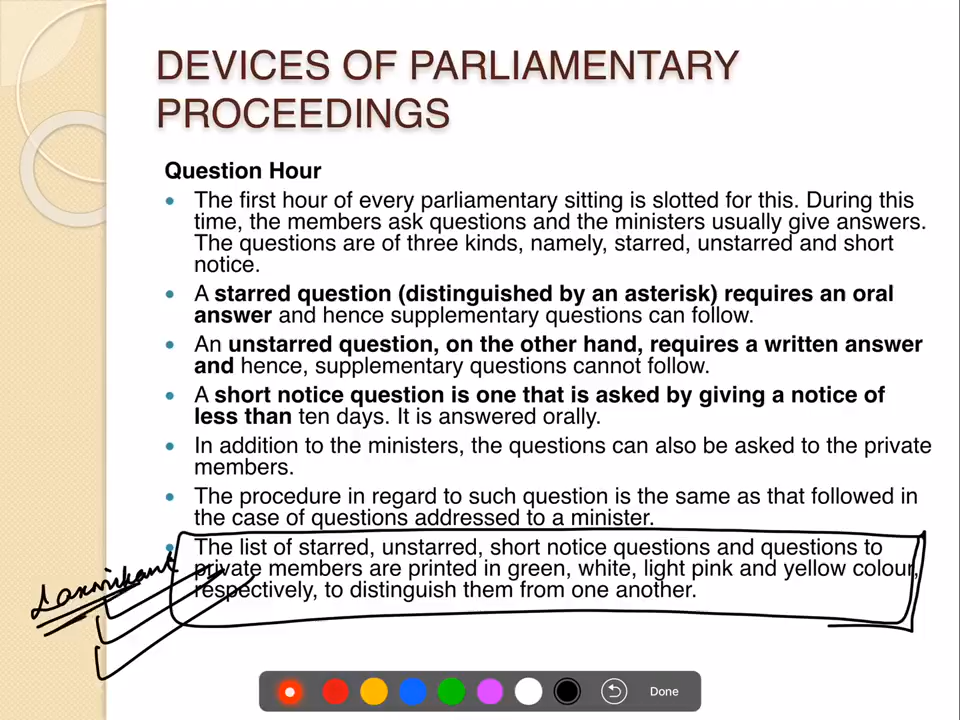 DEVICES OF PARLIAMENTARY
PROCEEDINGS
Question Hour
The first hour of every parliamentary sitting is slotted for this. During this
time, the members ask questions and the ministers usually give answers.
The questions are of three kinds, namely, starred, unstarred and short
notice.
A starred question (distinguished by an asterisk) requires an oral
answer and hence supplementary questions can follow.
An unstarred question, on the other hand, requires a written answer
and hence, supplementary questions cannot follow.
A short notice question is one that is asked by giving a notice of
less than ten days. It is answered orally.
In addition to the ministers, the questions can also be asked to the private
members.
The procedure in regard to such question is the same as that followed in
the case of questions addressed to a minister.
The list of starred, unstarred, short notice questions and questions to
private members are printed in green, white, light pink and yellow colour,
respectively, to distinguish them from one another.
Laxmikant
Done